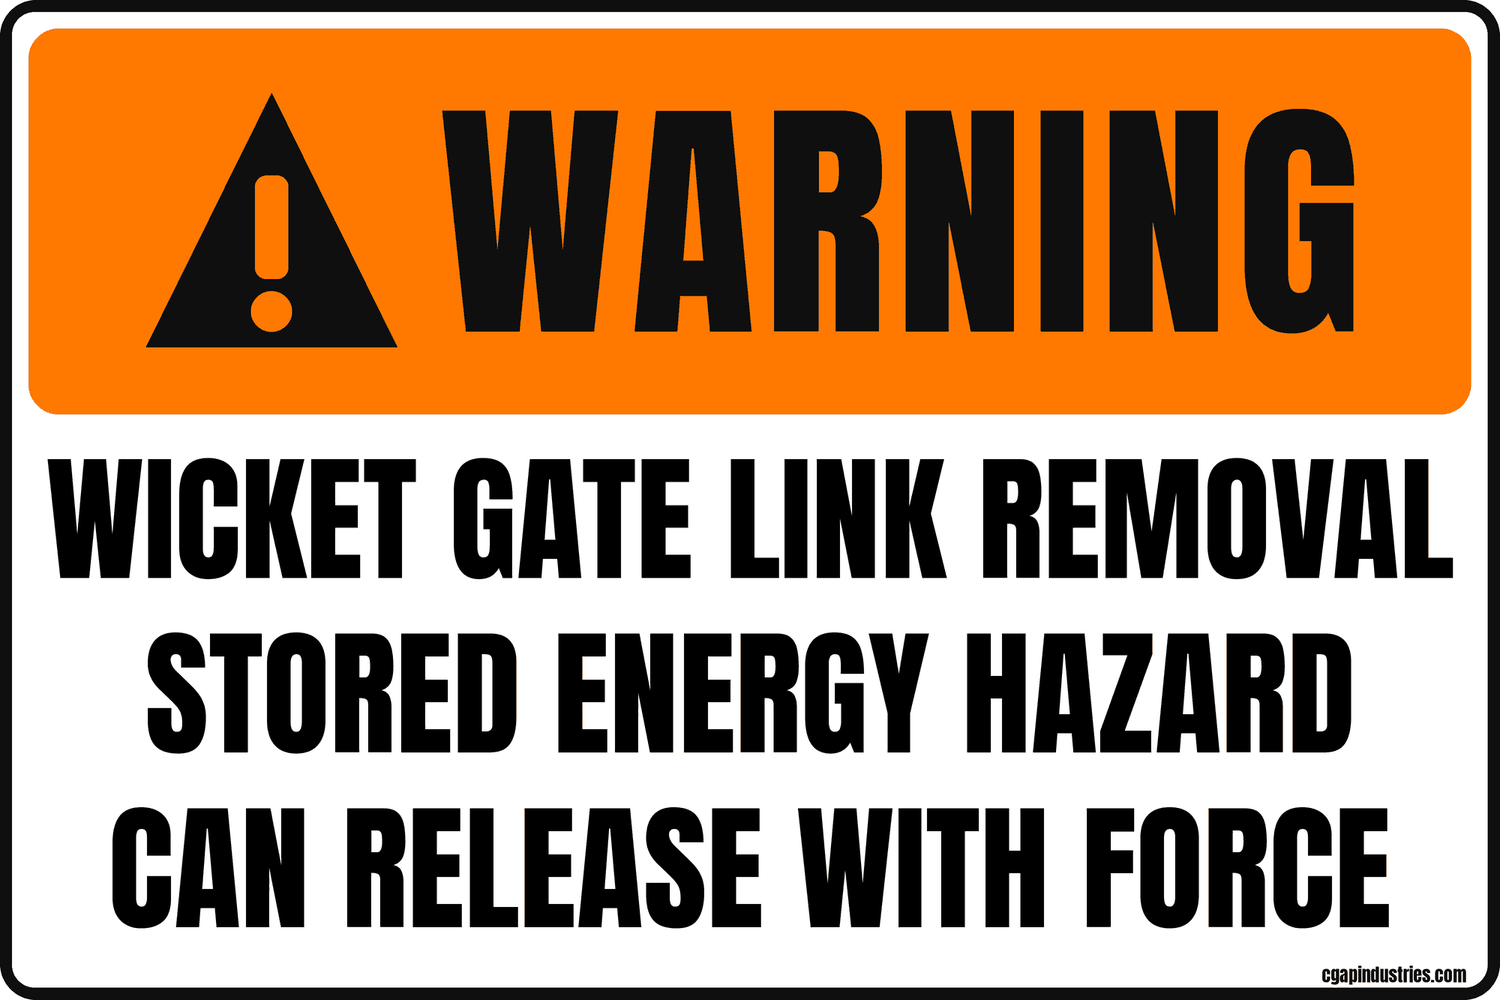 WARNING
WICKET GATE LINK REMOVAL
STORED ENERGY HAZARD
CAN RELEASE WITH FORCE
cgapindustries.com